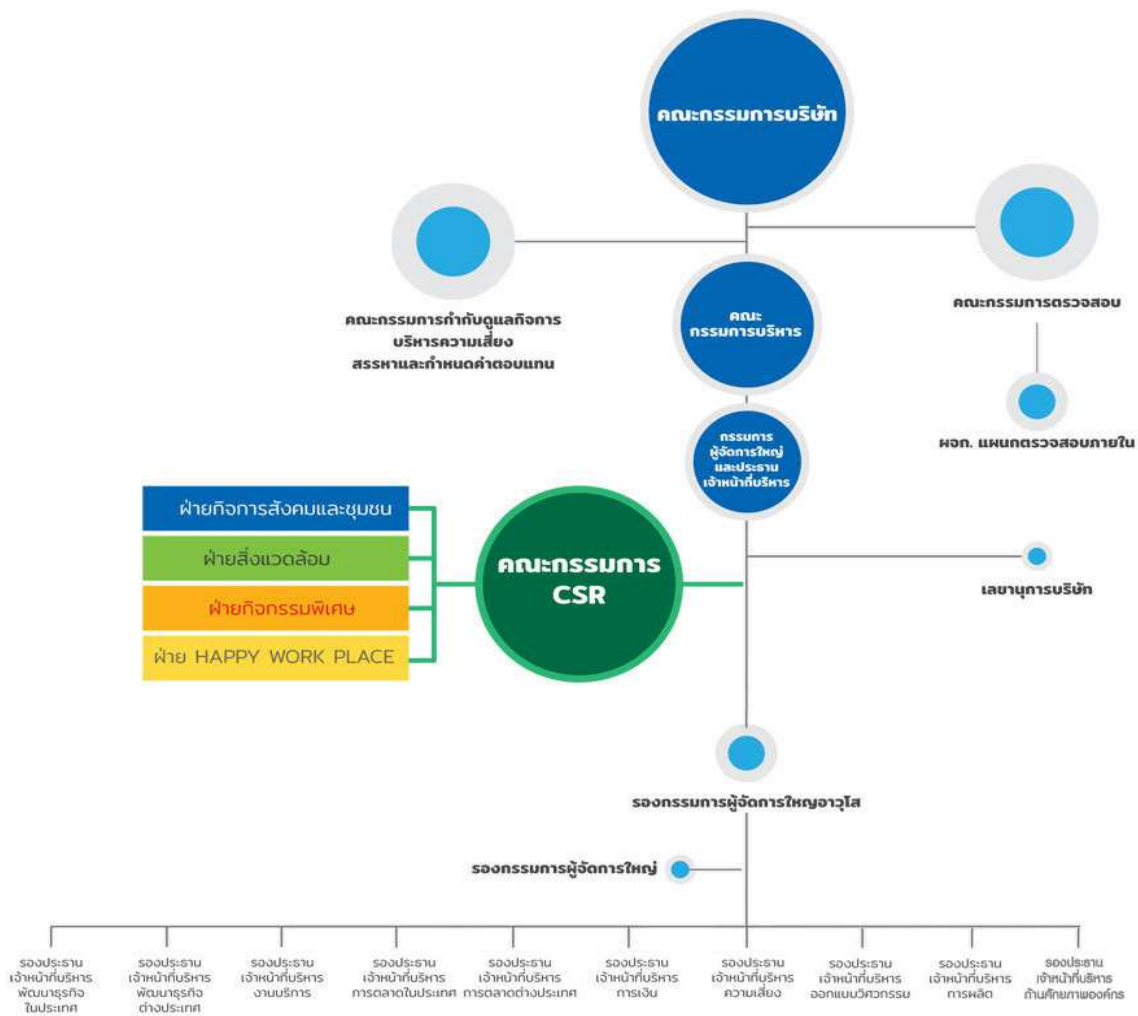 คณะกรรมการบริษัท
คณะกรรมการกำกับดูแลกิจการ
บริหารความเสี่ยง
สรรหาและกำหนดค่าตอบแทน
คณะ
กรรมการบริหาร
คณะกรรมการตรวจสอบ
ผจก. แผนกตรวจสอบภายใน
กรรมการ
ผู้จัดการใหญ่
และประธาน
เจ้าหน้าที่บริหาร
ฝ่ายกิจการสังคมและชุมชน
ฝ่ายสิ่งแวดล้อม
ฝ่ายกิจกรรมพิเศษ
ฝ่าย HAPPY WORK PLACE
คณะกรรมการ
CSR
เลขานุการบริษัท
รองกรรมการผู้จัดการใหญ่อาวุโส
รองกรรมการผู้จัดการใหญ่
รองประธาน
เจ้าหน้าที่บริหาร
พัฒนาธุรกิจ
ในประเทศ
รองประธาน
เจ้าหน้าที่บริหาร
พัฒนาธุรกิจ
ต่างประเทศ
รองประธาน
เจ้าหน้าที่บริหาร
งานบริการ
รองประธาน
เจ้าหน้าที่บริหาร
การตลาดในประเทศ
รองประธาน
เจ้าหน้าที่บริหาร
การตลาดต่างประเทศ
รองประธาน
เจ้าหน้าที่บริหาร
การเงิน
รองประธาน
เจ้าหน้าที่บริหาร
ความเสี่ยง
รองประธาน
เจ้าหน้าที่บริหาร
ออกแบบวิศวกรรม
รองประธาน
เจ้าหน้าที่บริหาร
การผลิต
รองประธาน
เจ้าหน้าที่บริหาร
ด้านศักยภาพองค์กร